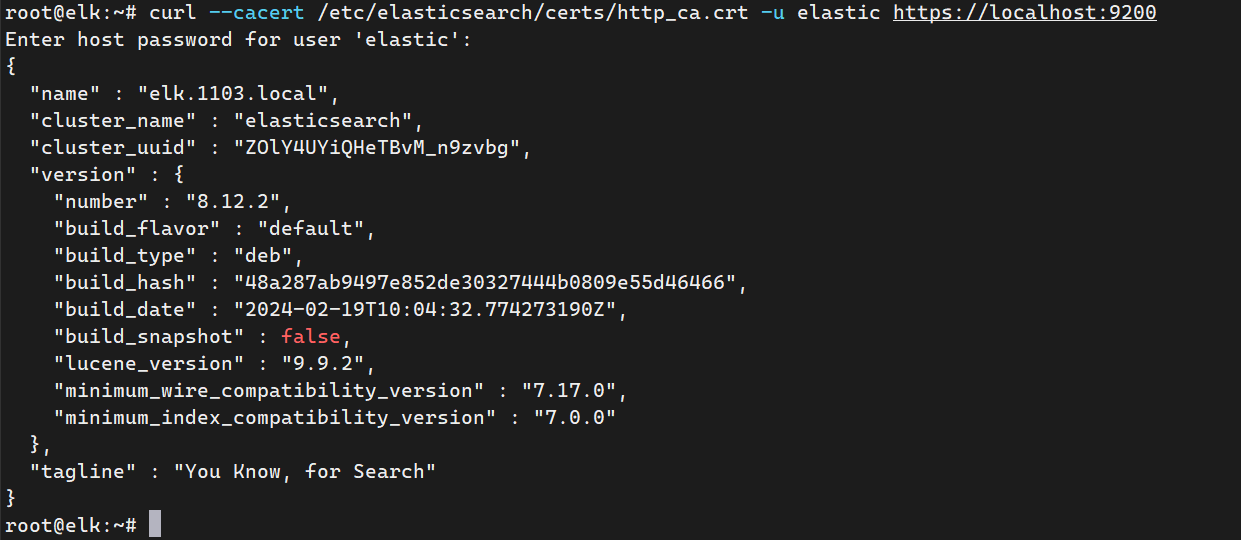 root@elk:~# curl --cacert /etc/elasticsearch/certs/http_ca.crt -u elastic https://localhost:9200
Enter host password for user 'elastic':
{
  "name" : "elk.1103.local",
  "cluster_name" : "elasticsearch",
  "cluster_uuid" : "ZOlY4UYiQHeTBvM_n9zvbg",
  "version" : {
    "number" : "8.12.2",
    "build_flavor" : "default",
    "build_type" : "deb",
    "build_hash" : "48a287ab9497e852de30327444b0809e55d46466",
    "build_date" : "2024-02-19T10:04:32.774273190Z",
    "build_snapshot" : false,
    "lucene_version" : "9.9.2",
    "minimum_wire_compatibility_version" : "7.17.0",
    "minimum_index_compatibility_version" : "7.0.0"
  },
  "tagline" : "You Know, for Search"
}
root@elk:~#